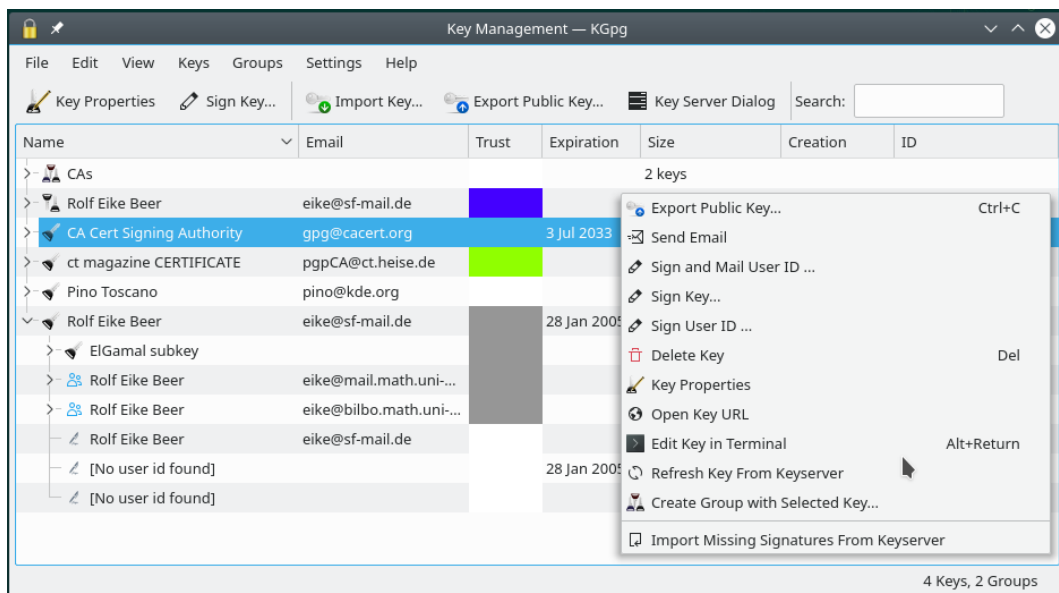 Key Management — KGpg
File Edit View Keys Groups Settings Help
Key Properties Sign Key... Import Key... Export Public Key... Key Server Dialog Search:
Name Email Trust Expiration Size Creation ID
CAs 2 keys
Rolf Eike Beer eike@sf-mail.de
CA Cert Signing Authority gpg@cacert.org 3 Jul 2033
ct magazine CERTIFICATE pgpCA@ct.heise.de
Pino Toscano pino@kde.org
Rolf Eike Beer eike@sf-mail.de 28 Jan 2005
ElGamal subkey
Rolf Eike Beer eike@mail.math.uni-...
Rolf Eike Beer eike@bilbo.math.uni-...
Rolf Eike Beer eike@sf-mail.de
[No user id found] 28 Jan 2005
[No user id found]
Export Public Key... Ctrl+C
Send Email
Sign and Mail User ID ...
Sign Key...
Sign User ID ...
Delete Key Del
Key Properties
Open Key URL
Edit Key in Terminal Alt+Return
Refresh Key From Keyserver
Create Group with Selected Key...
Import Missing Signatures From Keyserver
4 Keys, 2 Groups